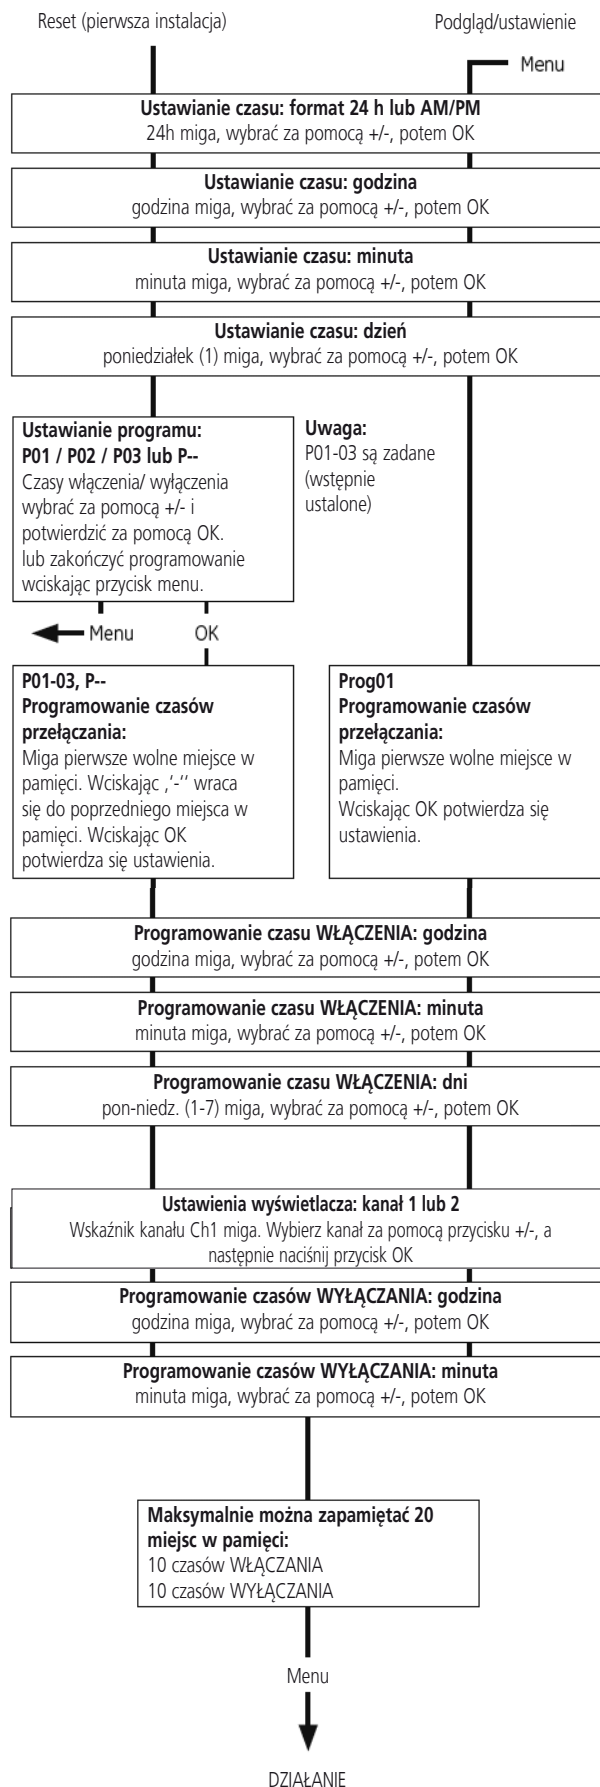 Reset (pierwsza instalacja)
Podgląd/ustawienie
Menu
Ustawianie czasu: format 24 h lub AM/PM
24h miga, wybrać za pomocą +/-, potem OK
Ustawianie czasu: godzina
godzina miga, wybrać za pomocą +/-, potem OK
Ustawianie czasu: minuta
minuta miga, wybrać za pomocą +/-, potem OK
Ustawianie czasu: dzień
poniedziałek (1) miga, wybrać za pomocą +/-, potem OK
Ustawianie programu:
P01 / P02 / P03 lub P--
Czasy włączenia/ wyłączenia
wybrać za pomocą +/- i
potwierdzić za pomocą OK.
lub zakończyć programowanie
wciskając przycisk menu.
Uwaga:
P01-03 są zadane
(wstępnie
ustalone)
Menu
OK
P01-03, P--
Programowanie czasów
przełączania:
Miga pierwsze wolne miejsce w
pamięci. Wciskając ,'-'' wraca
się do poprzedniego miejsca w
pamięci. Wciskając OK
potwierdza się ustawienia.
Prog01
Programowanie czasów
przełączania:
Miga pierwsze wolne miejsce w
pamięci.
Wciskając OK potwierdza się
ustawienia.
Programowanie czasu WŁĄCZENIA: godzina
godzina miga, wybrać za pomocą +/-, potem OK
Programowanie czasu WŁĄCZENIA: minuta
minuta miga, wybrać za pomocą +/-, potem OK
Programowanie czasu WŁĄCZENIA: dni
pon-niedz. (1-7) miga, wybrać za pomocą +/-, potem OK
Ustawienia wyświetlacza: kanał 1 lub 2
Wskaźnik kanału Ch1 miga. Wybierz kanał za pomocą przycisku +/-, a
następnie naciśnij przycisk OK
Programowanie czasów WYŁĄCZANIA: godzina
godzina miga, wybrać za pomocą +/-, potem OK
Programowanie czasów WYŁĄCZANIA: minuta
minuta miga, wybrać za pomocą +/-, potem OK
Maksymalnie można zapamiętać 20
miejsc w pamięci:
10 czasów WŁĄCZANIA
10 czasów WYŁĄCZANIA
Menu
DZIAŁANIE